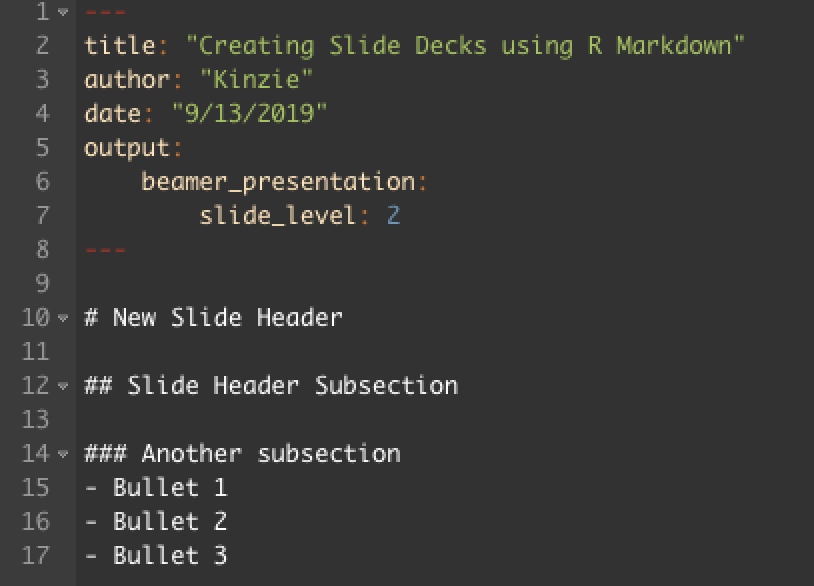 1 ---
2 title: "Creating Slide Decks using R Markdown"
3 author: "Kinzie"
4 date: "9/13/2019"
5 output:
6     beamer_presentation:
7         slide_level: 2
8 ---
9
10 # New Slide Header
11
12 ## Slide Header Subsection
13
14 ### Another subsection
15 - Bullet 1
16 - Bullet 2
17 - Bullet 3